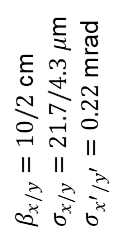 β_{x/y} = 10/2 cm
σ_{x/y} = 21.7/4.3 μm
σ_{x'/y'} = 0.22 mrad